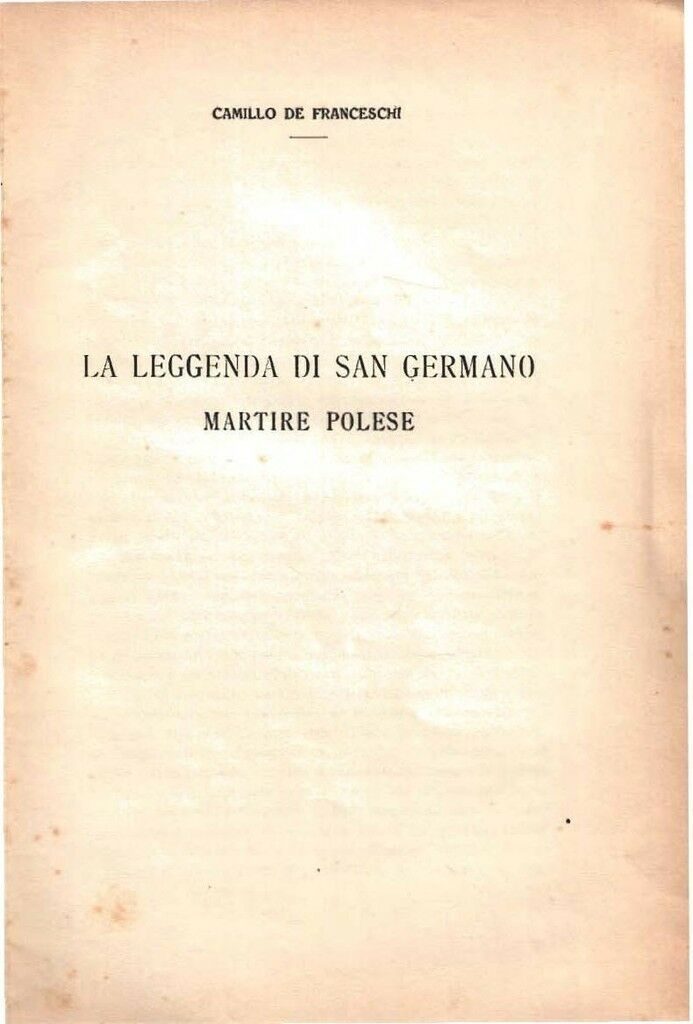 CAMILLO DE FRANCESCHI
LA LEGGENDA DI SAN GERMANO
MARTIRE POLESE